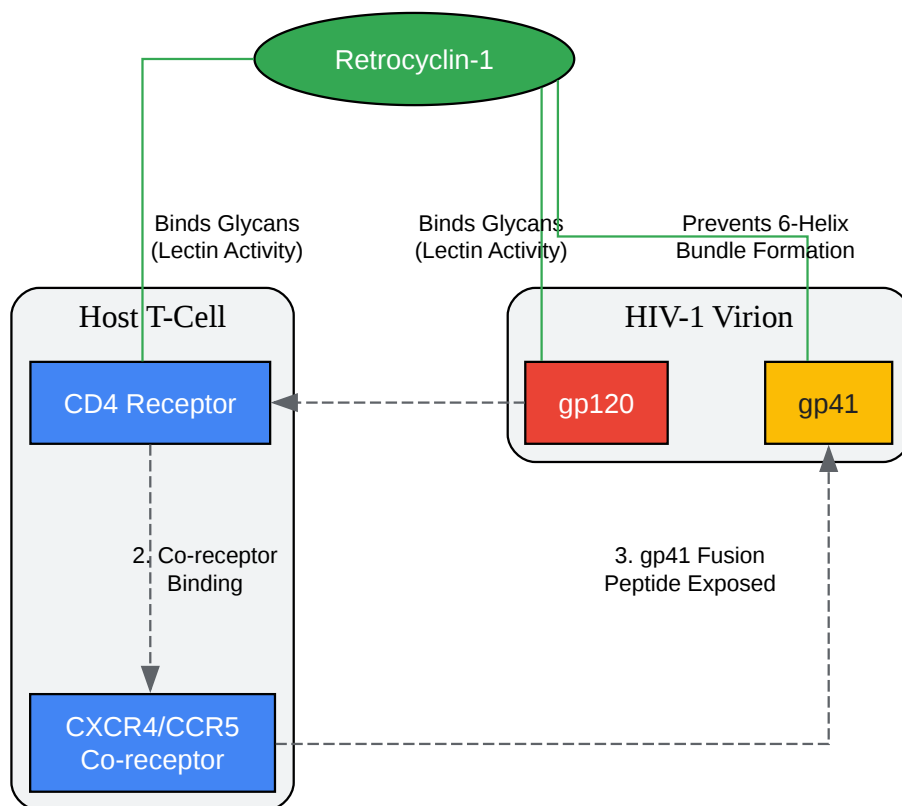 Retrocyclin-1
Binds Glycans
(Lectin Activity)
Binds Glycans
(Lectin Activity)
Prevents 6-Helix
Bundle Formation
Host T-Cell
HIV-1 Virion
CD4 Receptor
gp120
gp41
2. Co-receptor
Binding
3. gp41 Fusion
Peptide Exposed
CXCR4/CCR5
Co-receptor